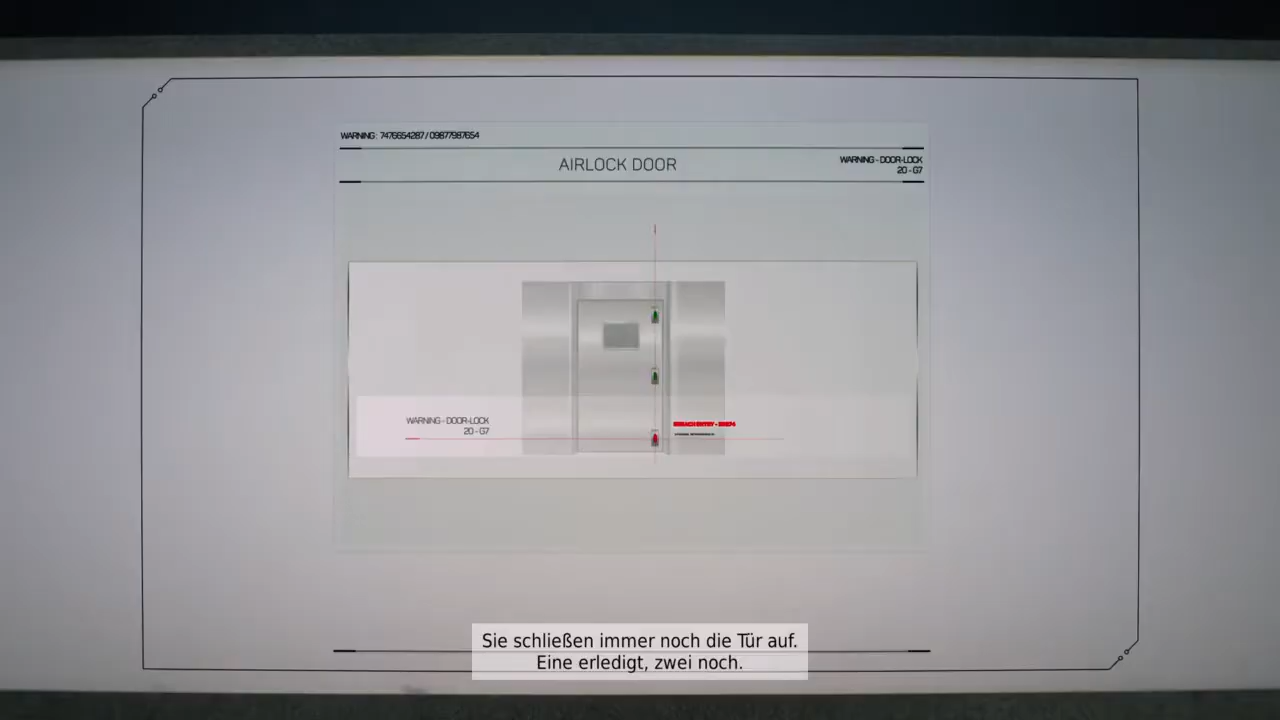 WARNING : 7476654287 / 09877987654
AIRLOCK DOOR
WARNING - DOOR-LOCK
20 - G7
WARNING - DOOR-LOCK
20 - G7
Sie schließen immer noch die Tür auf.
Eine erledigt, zwei noch.